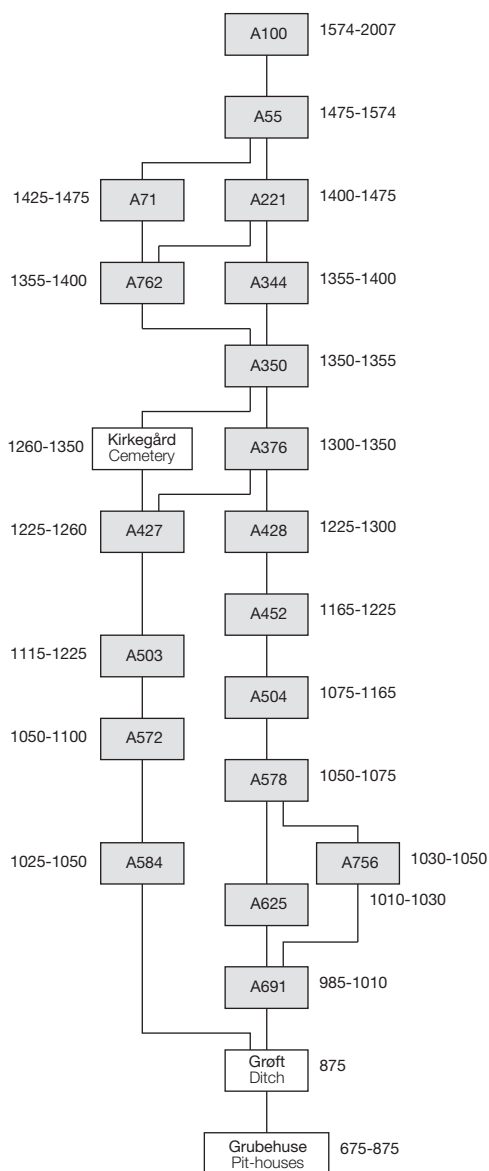 A100 1574-2007
A55 1475-1574
1425-1475 A71 A221 1400-1475
1355-1400 A762 A344 1355-1400
A350 1350-1355
1260-1350 Kirkegård A376 1300-1350
Cemetery
1225-1260 A427 A428 1225-1300
A452 1165-1225
1115-1225 A503
A504 1075-1165
1050-1100 A572
A578 1050-1075
1025-1050 A584 A756 1030-1050
A625 1010-1030
A691 985-1010
Grøft 875
Ditch
Grubehuse 675-875
Pit-houses